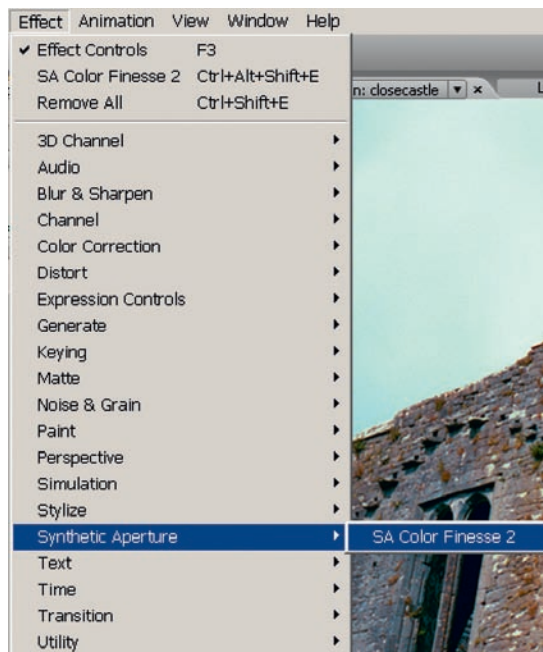 Effect Animation View Window Help
Effect Controls F3
SA Color Finesse 2 Ctrl+Alt+Shift+E
Remove All Ctrl+Shift+E
n: closecastle
L
3D Channel
Audio
Blur & Sharpen
Channel
Color Correction
Distort
Expression Controls
Generate
Keying
Matte
Noise & Grain
Paint
Perspective
Simulation
Stylize
Synthetic Aperture
SA Color Finesse 2
Text
Time
Transition
Utility